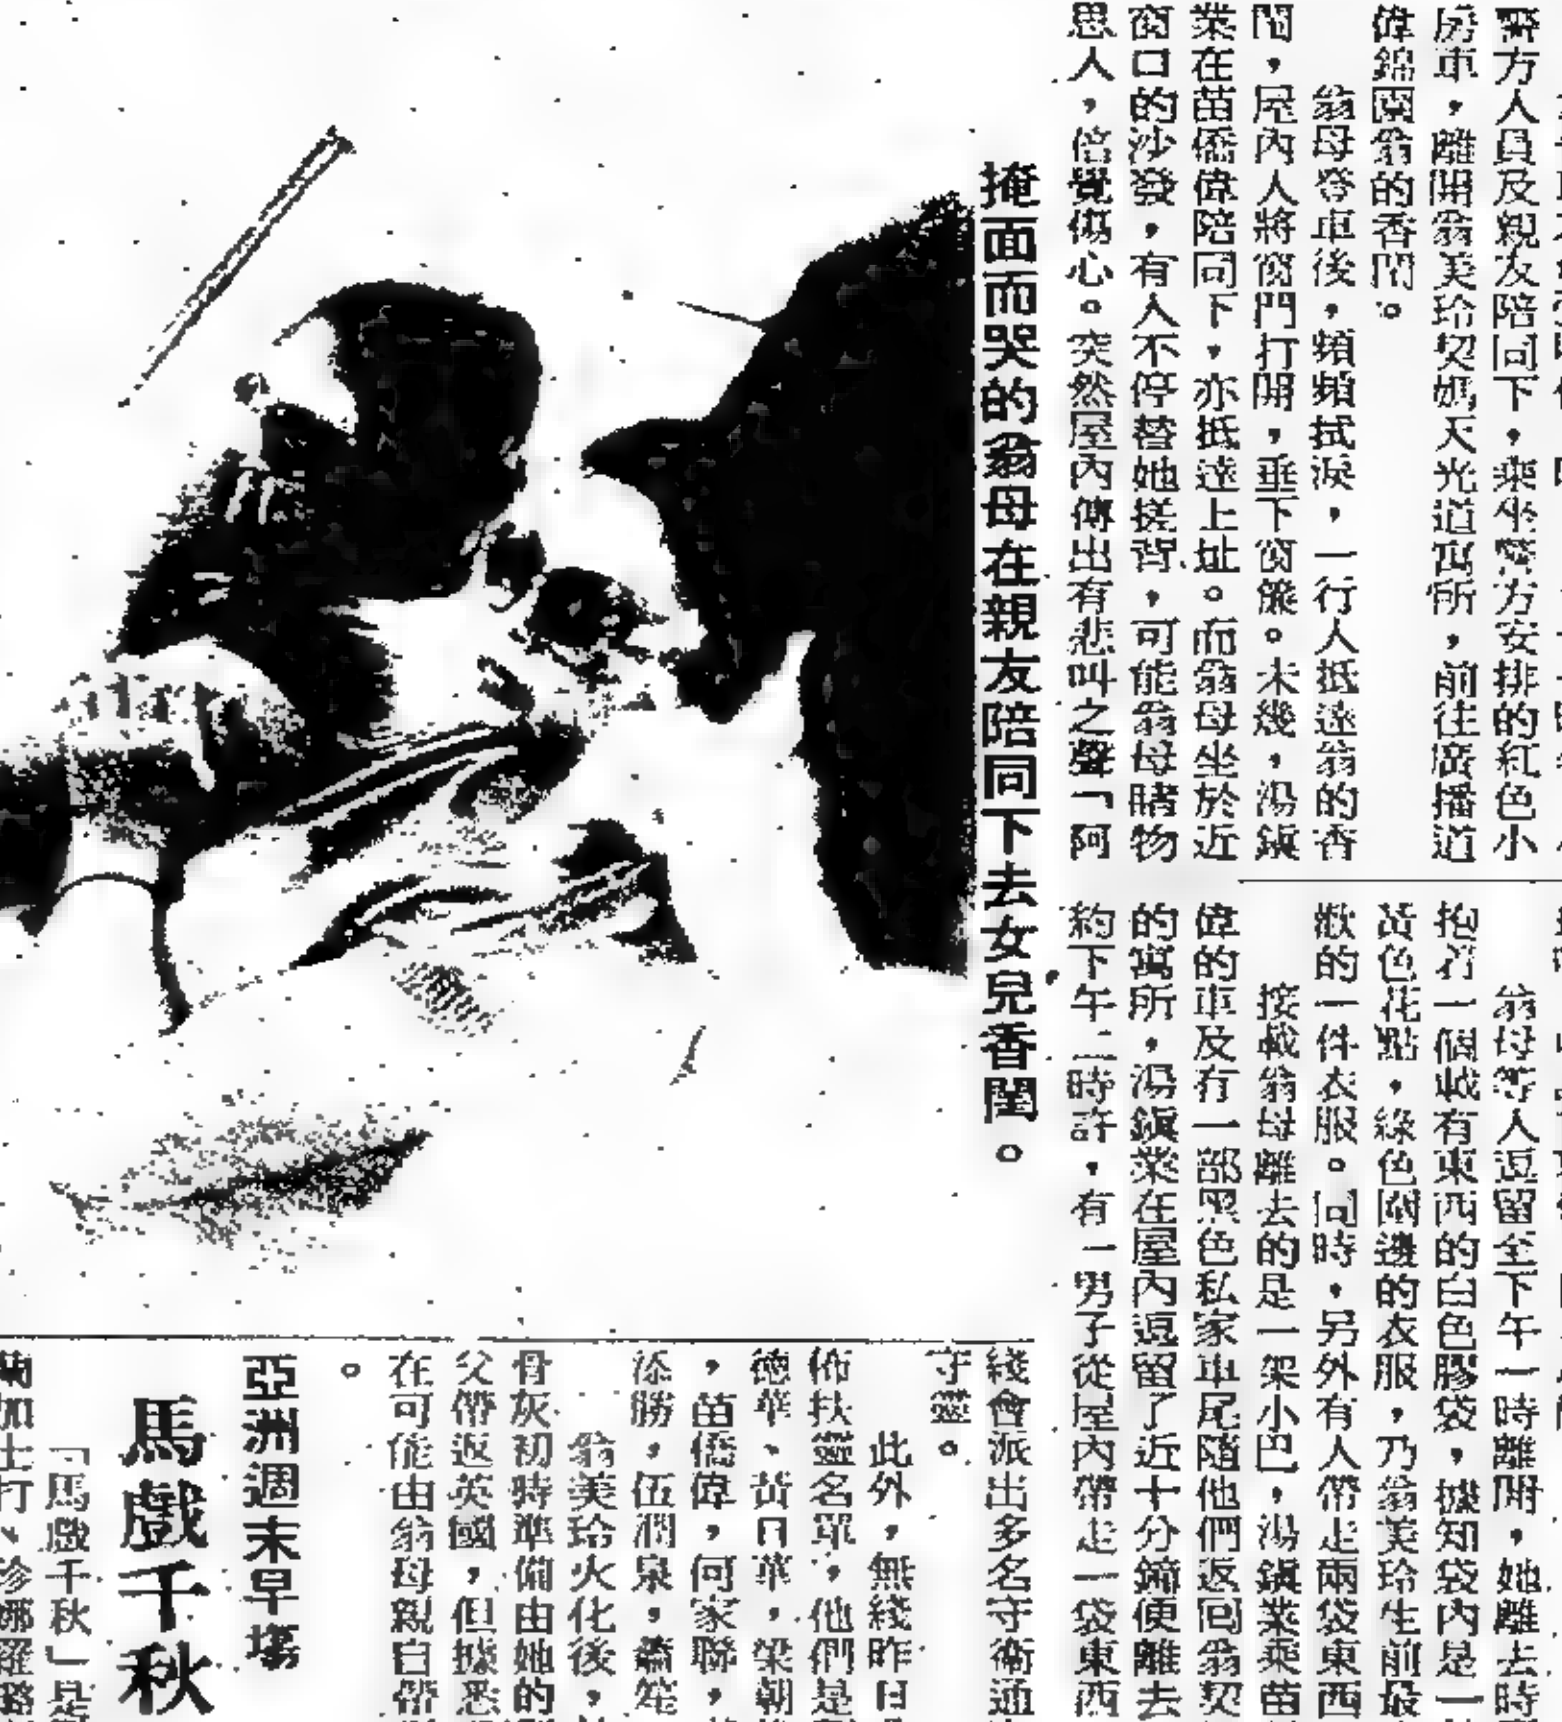 警方人員及親友陪同下，乘坐警方安排的紅色小
房車，離開翁美玲契媽天光道寓所，前往廣播道
偉錦園翁的香閨。
翁母登車後，頻頻拭淚，一行人抵達翁的香
閨，屋內人將窗門打開，垂下窗簾。未幾，湯鎮
業在苗僑偉陪同下，亦抵達上址。而翁母坐於近
窗口的沙發，有人不停替她搓背，可能翁母睹物
思人，倍覺傷心。突然屋內傳出有悲叫之聲「阿
掩面而哭的翁母在親友陪同下去女兒香閨。
翁母等人逗留至下午一時離開，她離去時
抱着一個載有東西的白色膠袋，據知袋內是一
黃色花點，綠色闊邊的衣服，乃翁美玲生前最
歡的一件衣服。同時，另外有人帶走兩袋東西
接載翁母離去的是一架小巴，湯鎮業乘苗
偉的車及有一部黑色私家車尾隨他們返回翁契
的寓所，湯鎮業在屋內逗留了近十分鐘便離去
約下午二時許，有一男子從屋內帶走一袋東西
綫會派出多名守衛通
守靈。
此外，無綫昨日
佈扶靈名單，他們是
德華、黃日華，梁朝
，苗僑偉，何家聯，
添勝，伍潤泉，蕭笙
翁美玲火化後，
骨灰初時準備由她的
父帶返英國，但據悉
在可能由翁母親自帶
。
亞洲週末早場
馬戲千秋
「馬戲千秋」是
蘭加士打、珍娜羅璐